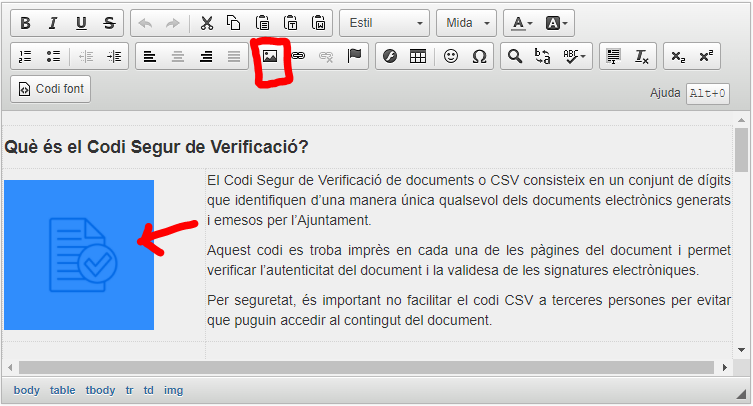 B I U S Estil Mida A A
ABC
Codi font Ajuda Alt+0
Què és el Codi Segur de Verificació?
El Codi Segur de Verificació de documents o CSV consisteix en un conjunt de dígits
que identifiquen d'una manera única qualsevol dels documents electrònics generats
i emesos per l'Ajuntament.
Aquest codi es troba imprès en cada una de les pàgines del document i permet
verificar l'autenticitat del document i la validesa de les signatures electròniques.
Per seguretat, és important no facilitar el codi CSV a terceres persones per evitar
que puguin accedir al contingut del document.
body table tbody tr td img